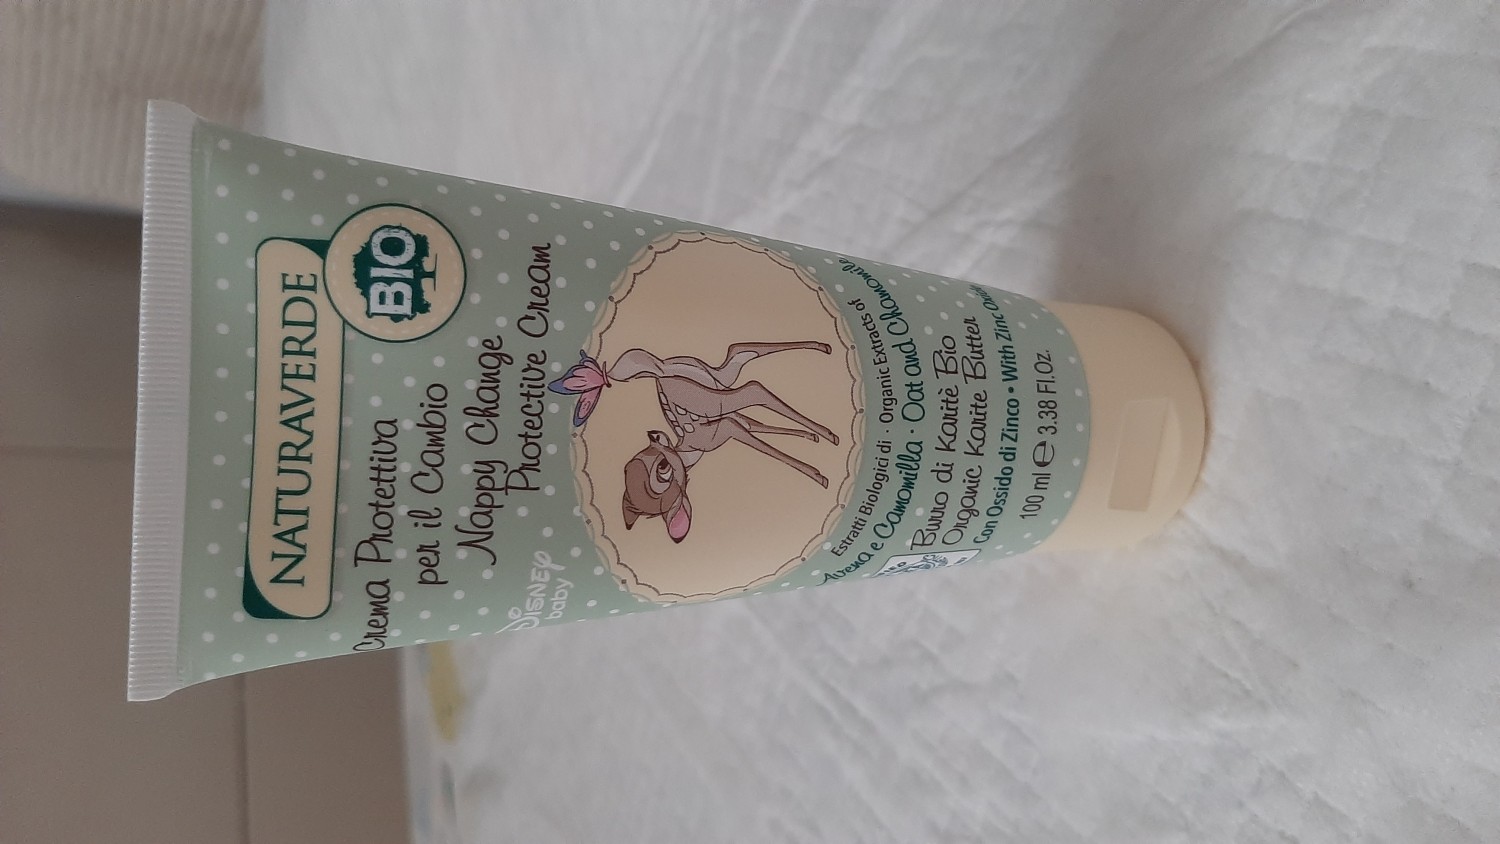 NATURAVERDE
BIO
Crema Protettiva
per il Cambio
Nappy Change
Protective Cream
DISNEY
baby
Estratti Biologici di · Organic Extracts of
Avena e Camomilla · Oat and Chamomile
Burro di Karitè Bio
Organic Karite Butter
Con Ossido di Zinco • With Zinc Oxide
100 ml ℮ 3.38 Fl.Oz.